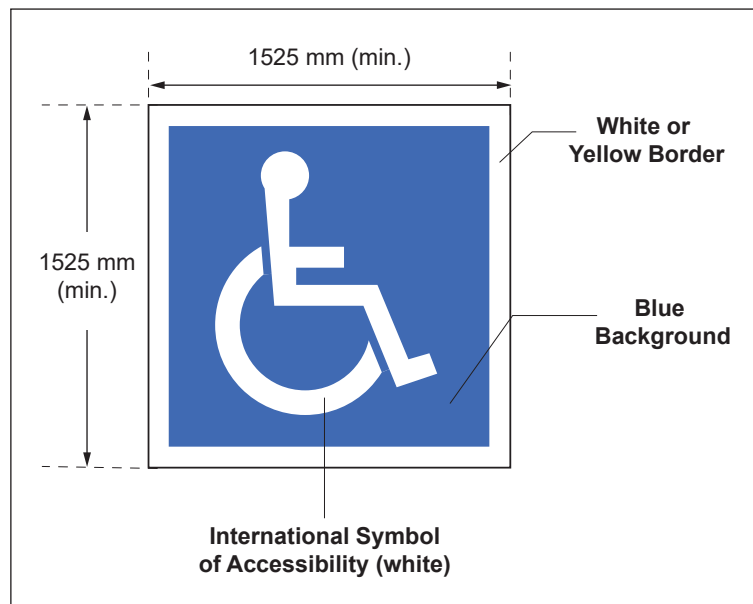 1525 mm (min.)
White or
Yellow Border
1525 mm
(min.)
Blue
Background
International Symbol
of Accessibility (white)